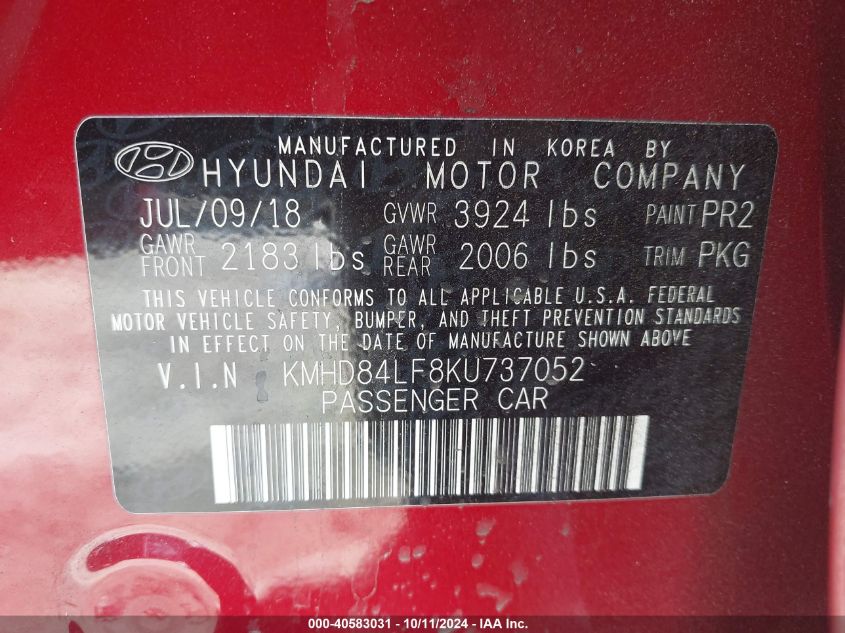 MANUFACTURED IN KOREA BY
HYUNDAI MOTOR COMPANY
JUL/09/18 GVWR 3924 lbs PAINT PR2
GAWR FRONT 2183 lbs GAWR REAR 2006 lbs TRIM PKG
THIS VEHICLE CONFORMS TO ALL APPLICABLE U.S.A. FEDERAL
MOTOR VEHICLE SAFETY, BUMPER, AND THEFT PREVENTION STANDARDS
IN EFFECT ON THE DATE OF MANUFACTURE SHOWN ABOVE
V.I.N KMHD84LF8KU737052
PASSENGER CAR
000-40583031 - 10/11/2024 - IAA Inc.